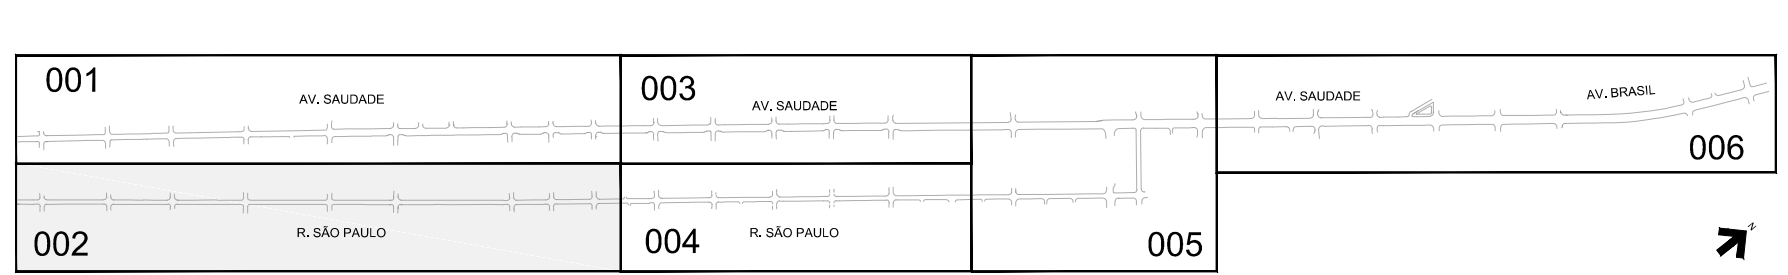 001
AV. SAUDADE
003
AV. SAUDADE
AV. SAUDADE
AV. BRASIL
006
002
R. SÃO PAULO
004
R. SÃO PAULO
005
N